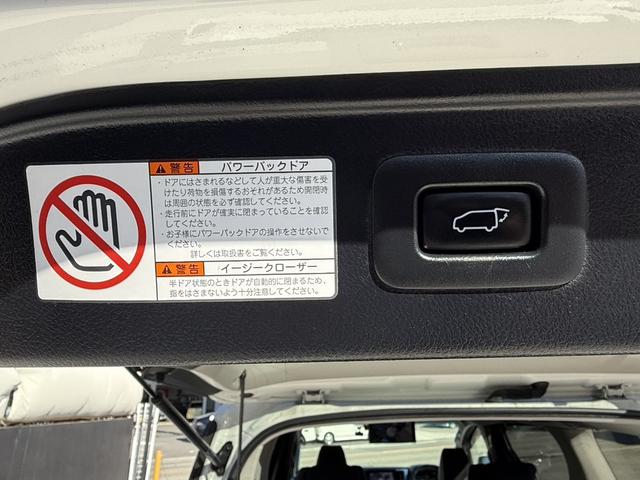 警告 パワーバックドア
・ドアにはさまれるなどして人が重大な傷害を受
けたり荷物を損傷するおそれがあるため開閉時
は周囲の状態を必ず確認してください。
・走行前にドアが確実に閉まっていることを確認
してください。
・お子様にパワーバックドアの操作をさせないで
ください。
詳しくは取扱書をご覧ください。
警告 イージークローザー
半ドア状態のときドアが自動的に閉まるため、
指をはさまないよう十分注意してください。